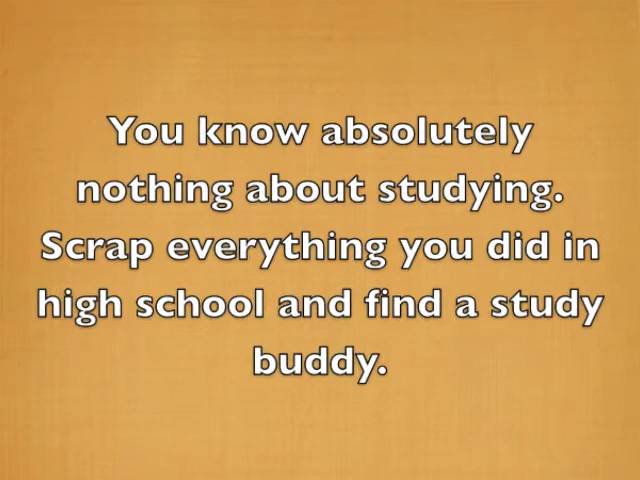 You know absolutely
nothing about studying.
Scrap everything you did in
high school and find a study
buddy.